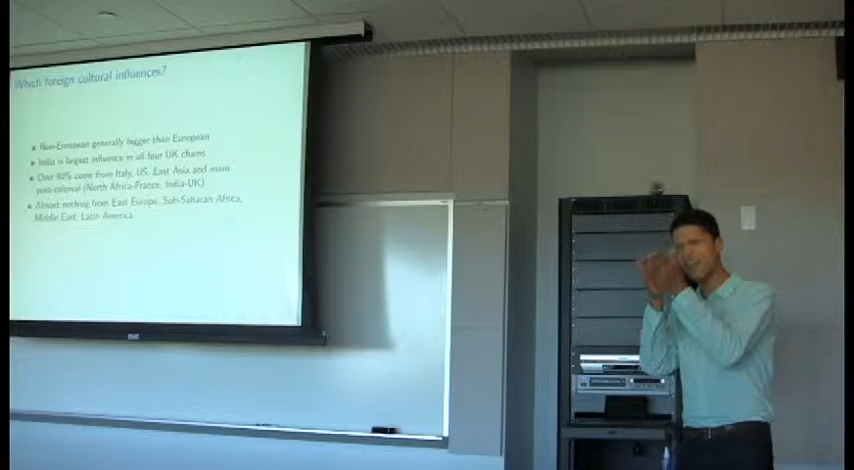 Which foreign cultural influences?
Non-European generally bigger than European
India is largest influence in all four UK chains
Over 80% come from Italy, US, East Asia and main
post-colonial (North Africa-France, India-UK)
Almost nothing from East Europe, Sub-Saharan Africa,
Middle East, Latin America